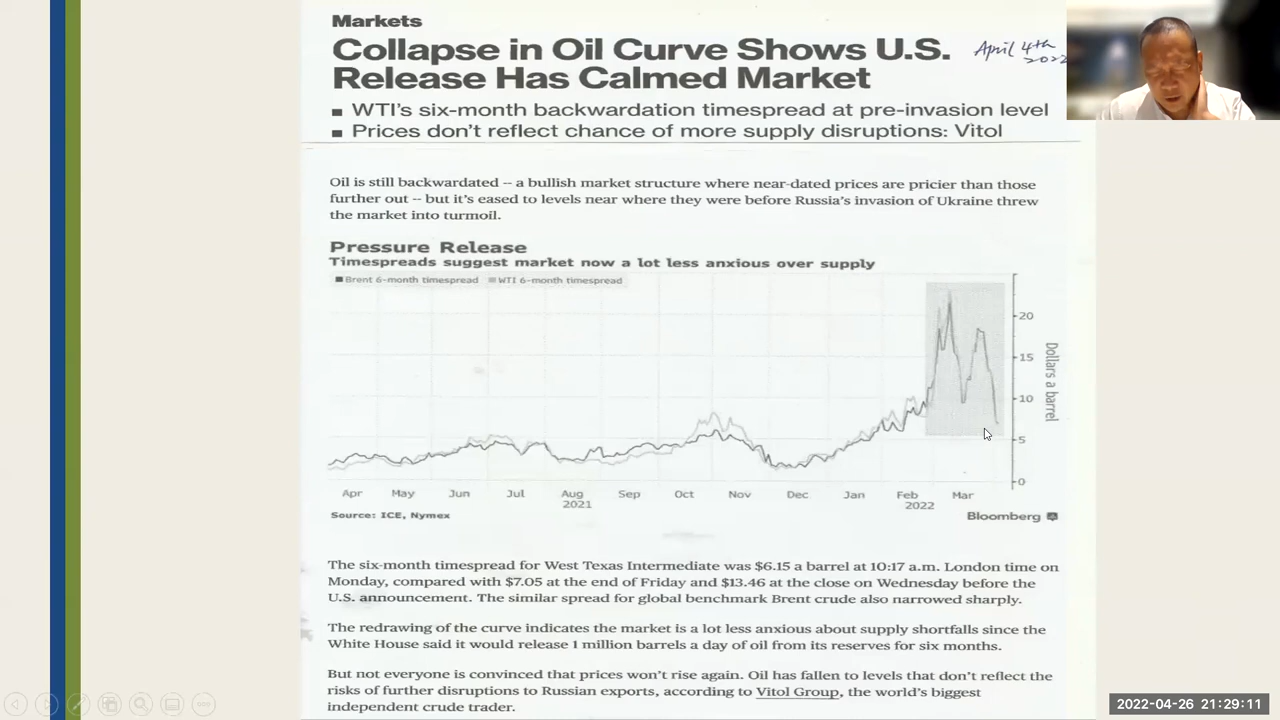 Markets
Collapse in Oil Curve Shows U.S.
Release Has Calmed Market
April 4th
2022
WTI's six-month backwardation timespread at pre-invasion level
Prices don't reflect chance of more supply disruptions: Vitol
Oil is still backwardated -- a bullish market structure where near-dated prices are pricier than those
further out -- but it's eased to levels near where they were before Russia's invasion of Ukraine threw
the market into turmoil.
Pressure Release
Timespreads suggest market now a lot less anxious over supply
Brent 6-month timespread WTI 6-month timespread
20
15
10
5
0
Dollars a barrel
Apr May Jun Jul Aug Sep Oct Nov Dec Jan Feb Mar
2021 2022
Source: ICE, Nymex
Bloomberg
The six-month timespread for West Texas Intermediate was $6.15 a barrel at 10:17 a.m. London time on
Monday, compared with $7.05 at the end of Friday and $13.46 at the close on Wednesday before the
U.S. announcement. The similar spread for global benchmark Brent crude also narrowed sharply.
The redrawing of the curve indicates the market is a lot less anxious about supply shortfalls since the
White House said it would release 1 million barrels a day of oil from its reserves for six months.
But not everyone is convinced that prices won't rise again. Oil has fallen to levels that don't reflect the
risks of further disruptions to Russian exports, according to Vitol Group, the world's biggest
independent crude trader.
2022-04-26 21:29:11